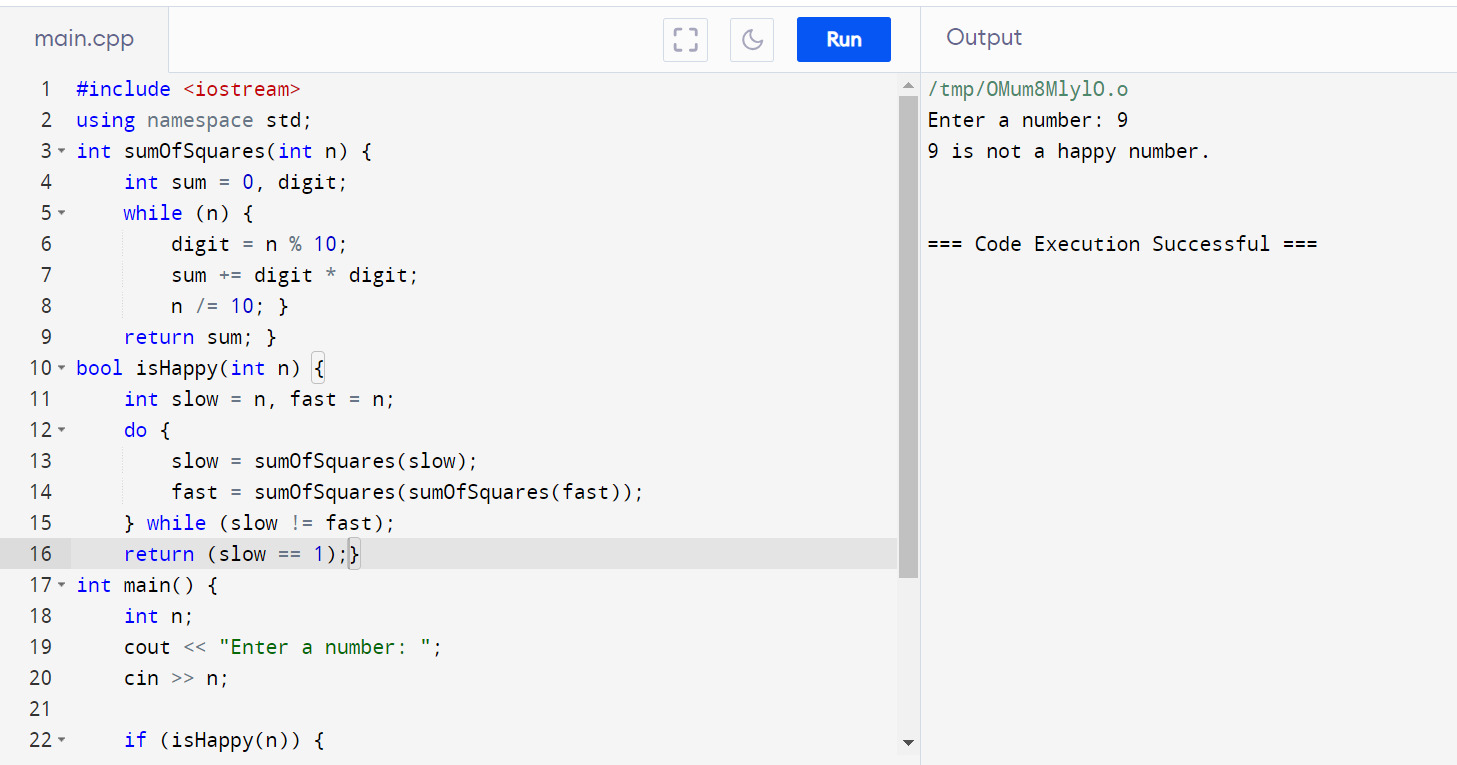 main.cpp
Run
Output
1 #include <iostream>
2 using namespace std;
3 int sumOfSquares(int n) {
4     int sum = 0, digit;
5     while (n) {
6         digit = n % 10;
7         sum += digit * digit;
8         n /= 10; }
9     return sum; }
10 bool isHappy(int n) {
11     int slow = n, fast = n;
12     do {
13         slow = sumOfSquares(slow);
14         fast = sumOfSquares(sumOfSquares(fast));
15     } while (slow != fast);
16     return (slow == 1);}
17 int main() {
18     int n;
19     cout << "Enter a number: ";
20     cin >> n;
21
22     if (isHappy(n)) {
/tmp/OMum8MlylO.o
Enter a number: 9
9 is not a happy number.
=== Code Execution Successful ===